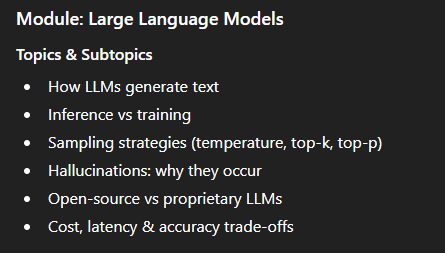 Module: Large Language Models
Topics & Subtopics
• How LLMs generate text
• Inference vs training
• Sampling strategies (temperature, top-k, top-p)
• Hallucinations: why they occur
• Open-source vs proprietary LLMs
• Cost, latency & accuracy trade-offs